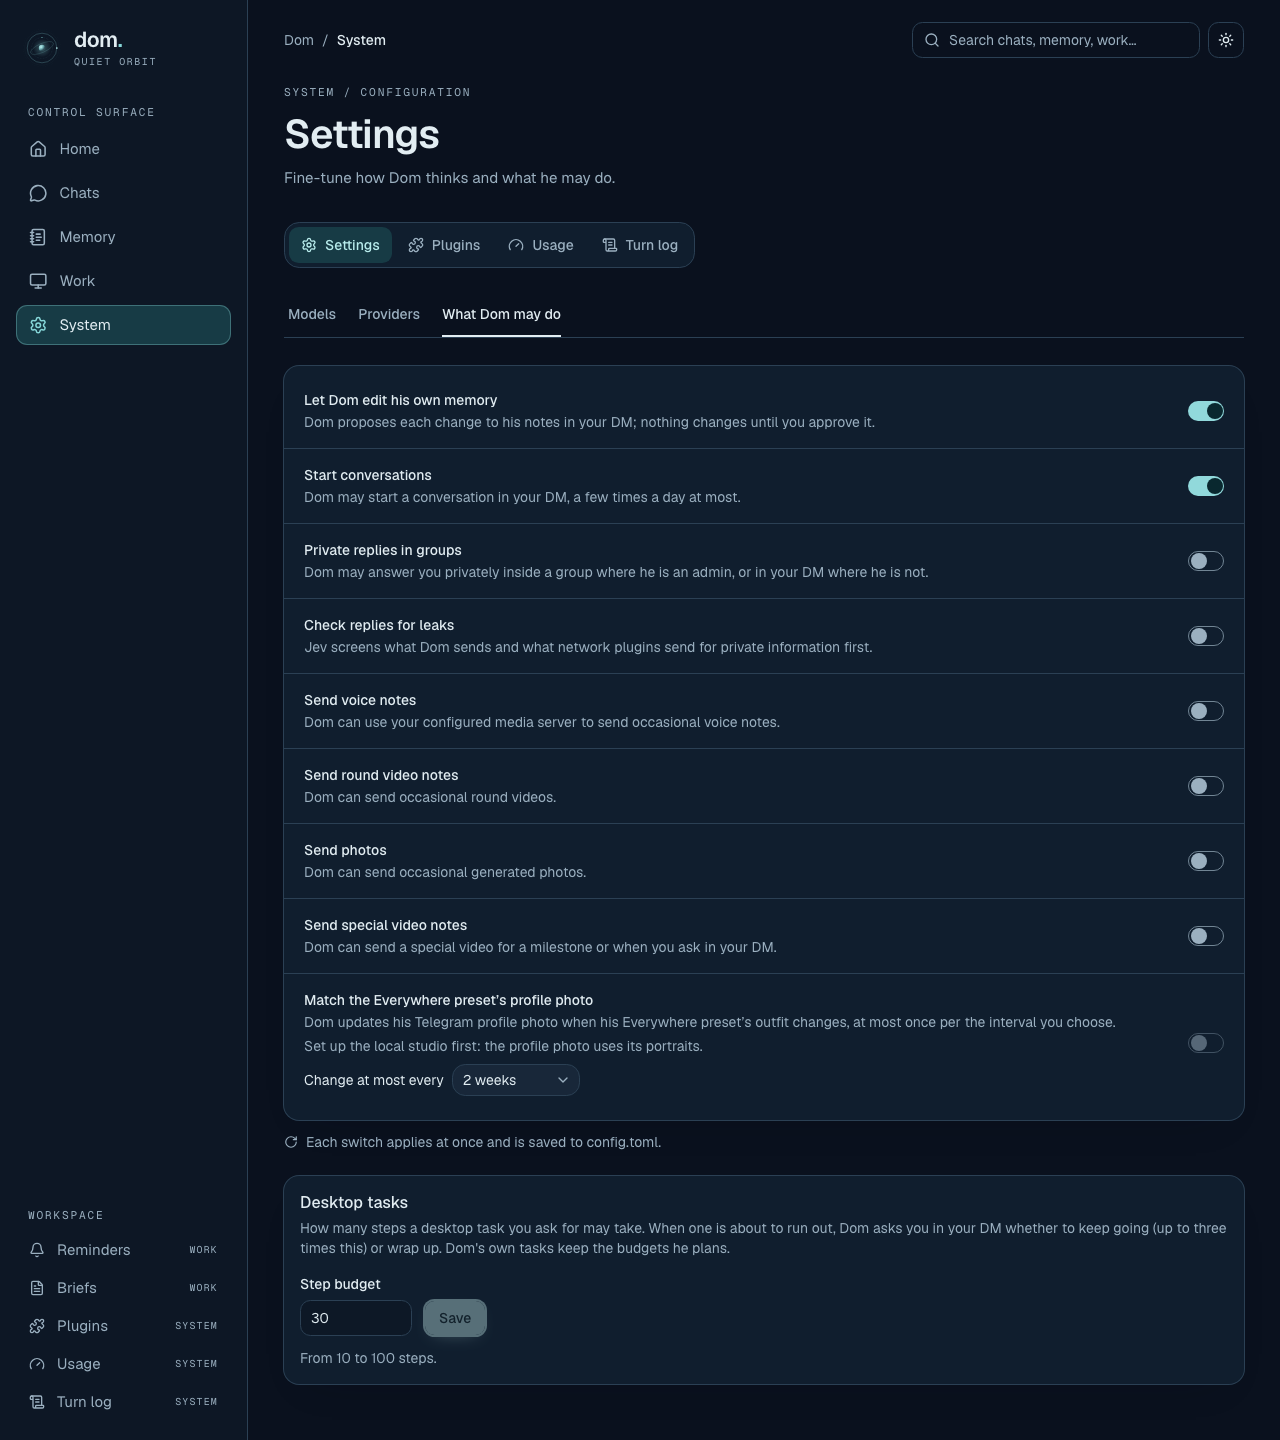 dom.
QUIET ORBIT
CONTROL SURFACE
Home
Chats
Memory
Work
System
WORKSPACE
Reminders WORK
Briefs WORK
Plugins SYSTEM
Usage SYSTEM
Turn log SYSTEM
Dom / System
Search chats, memory, work…
SYSTEM / CONFIGURATION
Settings
Fine-tune how Dom thinks and what he may do.
Settings Plugins Usage Turn log
Models Providers What Dom may do
Let Dom edit his own memory
Dom proposes each change to his notes in your DM; nothing changes until you approve it.
Start conversations
Dom may start a conversation in your DM, a few times a day at most.
Private replies in groups
Dom may answer you privately inside a group where he is an admin, or in your DM where he is not.
Check replies for leaks
Jev screens what Dom sends and what network plugins send for private information first.
Send voice notes
Dom can use your configured media server to send occasional voice notes.
Send round video notes
Dom can send occasional round videos.
Send photos
Dom can send occasional generated photos.
Send special video notes
Dom can send a special video for a milestone or when you ask in your DM.
Match the Everywhere preset's profile photo
Dom updates his Telegram profile photo when his Everywhere preset's outfit changes, at most once per the interval you choose.
Set up the local studio first: the profile photo uses its portraits.
Change at most every 2 weeks
Each switch applies at once and is saved to config.toml.
Desktop tasks
How many steps a desktop task you ask for may take. When one is about to run out, Dom asks you in your DM whether to keep going (up to three
times this) or wrap up. Dom's own tasks keep the budgets he plans.
Step budget
30 Save
From 10 to 100 steps.